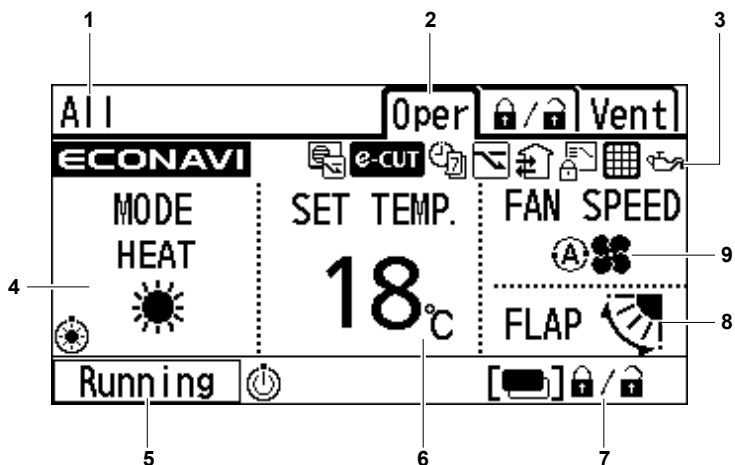 1 2 3
All Oper / Vent
ECONAVI e-cut 7
MODE SET TEMP. FAN SPEED
HEAT A
18°C
FLAP
Running [ ] /
4
5 6 7
8
9